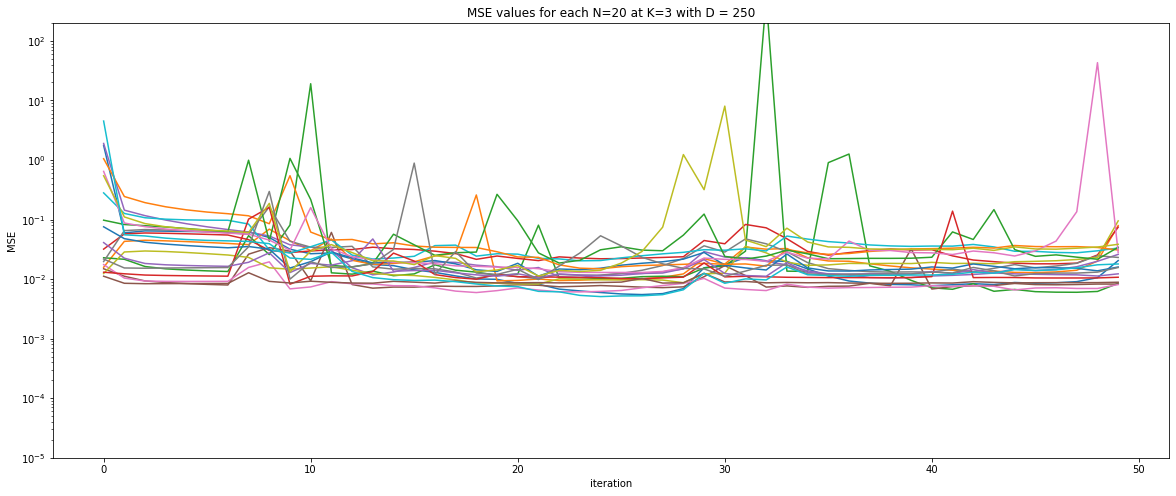 MSE values for each N=20 at K=3 with D = 250
10²
10¹
10⁰
10⁻¹
10⁻²
10⁻³
10⁻⁴
10⁻⁵
MSE
0 10 20 30 40 50
iteration